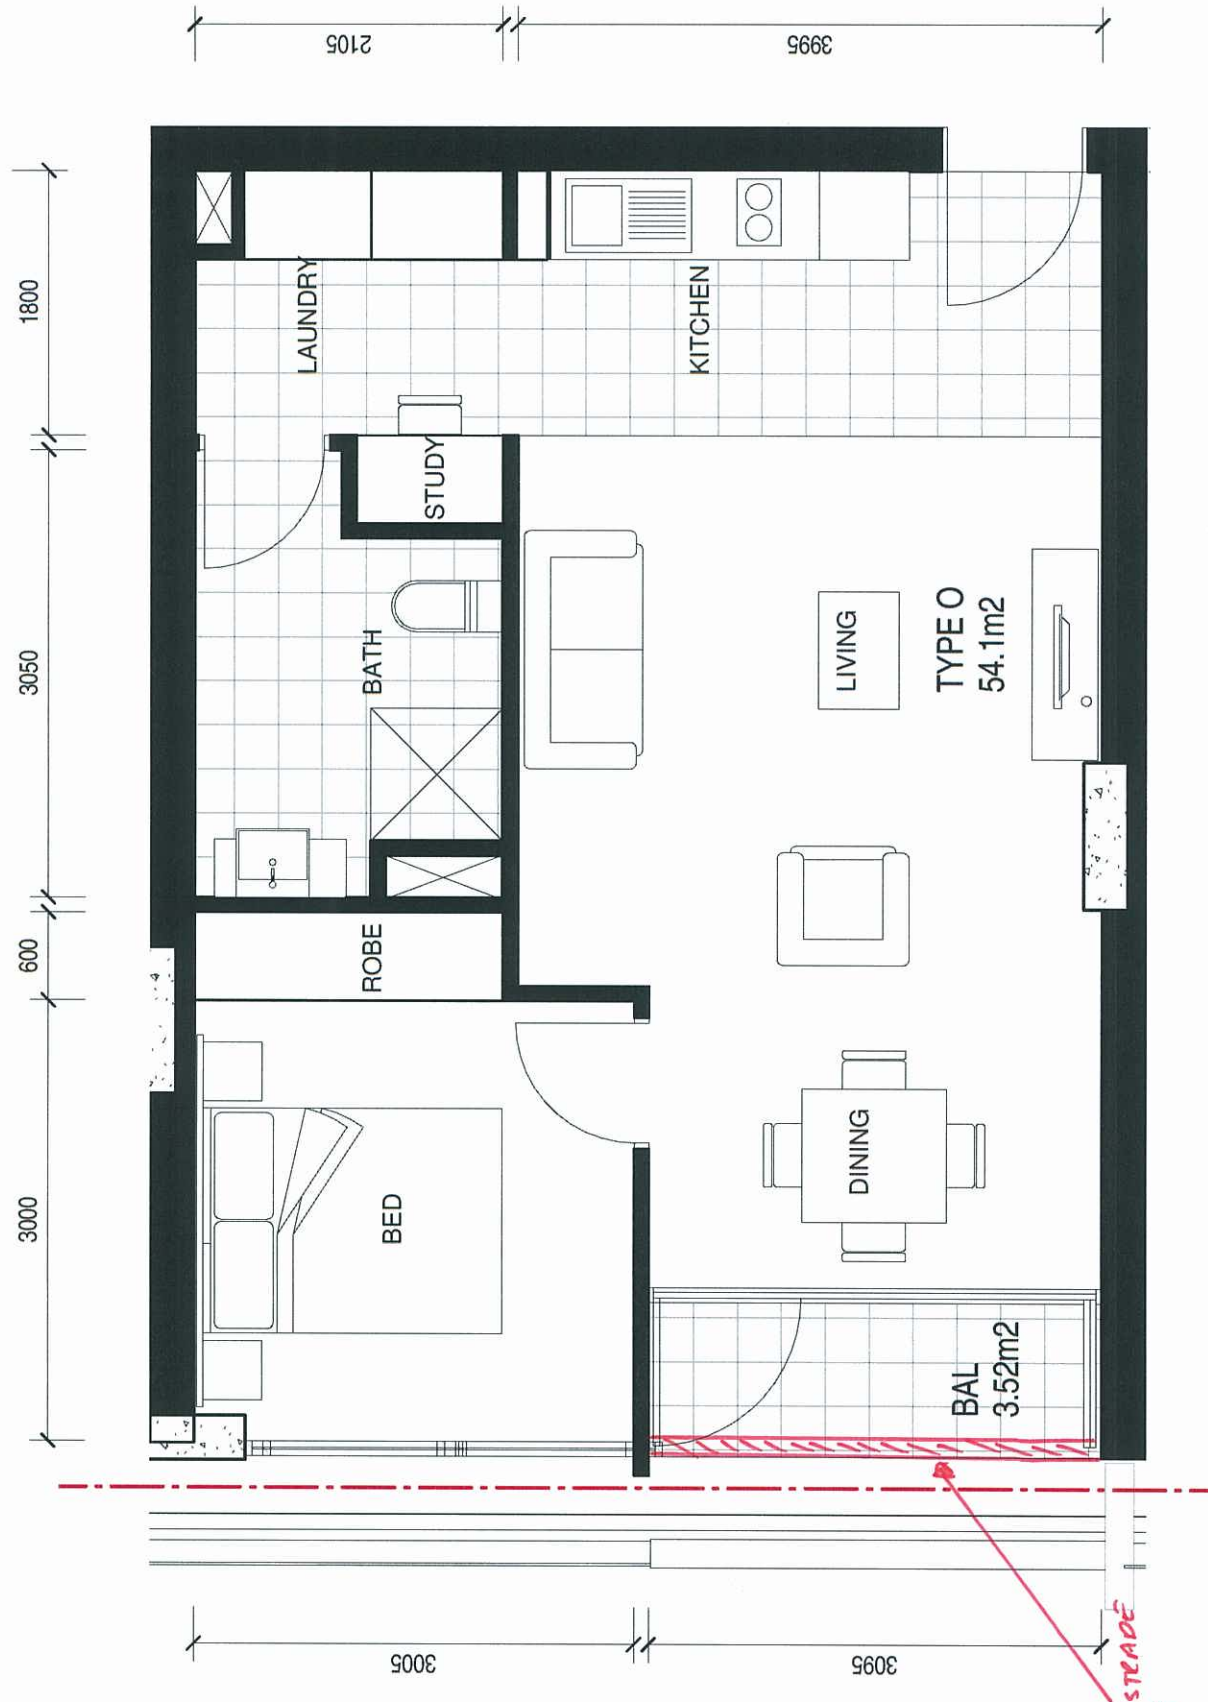 2105
3995
1800
3050
600
3000
LAUNDRY
KITCHEN
STUDY
BATH
LIVING
TYPE O
54.1m2
ROBE
BED
DINING
BAL
3.52m2
3005
3095